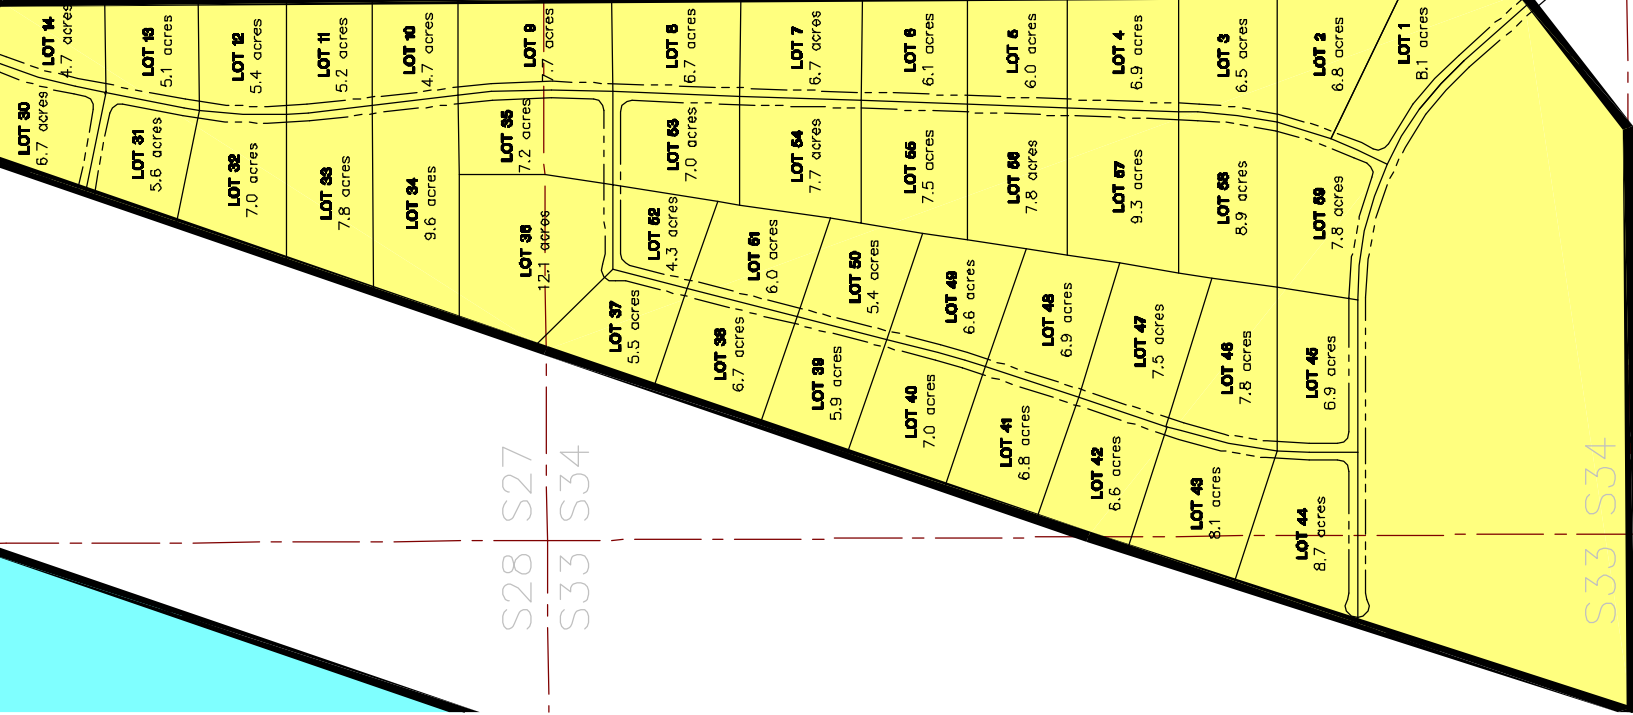 LOT 14
4.7 acres
LOT 13
5.1 acres
LOT 12
5.4 acres
LOT 11
5.2 acres
LOT 10
4.7 acres
LOT 9
7.7 acres
LOT 8
6.7 acres
LOT 7
6.7 acres
LOT 6
6.1 acres
LOT 5
6.0 acres
LOT 4
6.9 acres
LOT 3
6.5 acres
LOT 2
6.8 acres
LOT 1
8.1 acres
LOT 30
6.7 acres
LOT 31
5.6 acres
LOT 32
7.0 acres
LOT 33
7.8 acres
LOT 34
9.6 acres
LOT 35
7.2 acres
LOT 53
7.0 acres
LOT 54
7.7 acres
LOT 55
7.5 acres
LOT 56
7.8 acres
LOT 57
9.3 acres
LOT 58
8.9 acres
LOT 59
7.8 acres
LOT 36
12.1 acres
LOT 52
4.3 acres
LOT 51
6.0 acres
LOT 50
5.4 acres
LOT 49
6.6 acres
LOT 48
6.9 acres
LOT 47
7.5 acres
LOT 46
7.8 acres
LOT 45
6.9 acres
LOT 37
5.5 acres
LOT 38
6.7 acres
LOT 39
5.9 acres
LOT 40
7.0 acres
LOT 41
6.8 acres
LOT 42
6.6 acres
LOT 43
8.1 acres
LOT 44
8.7 acres
S28 S27
S33 S34
S33 S34